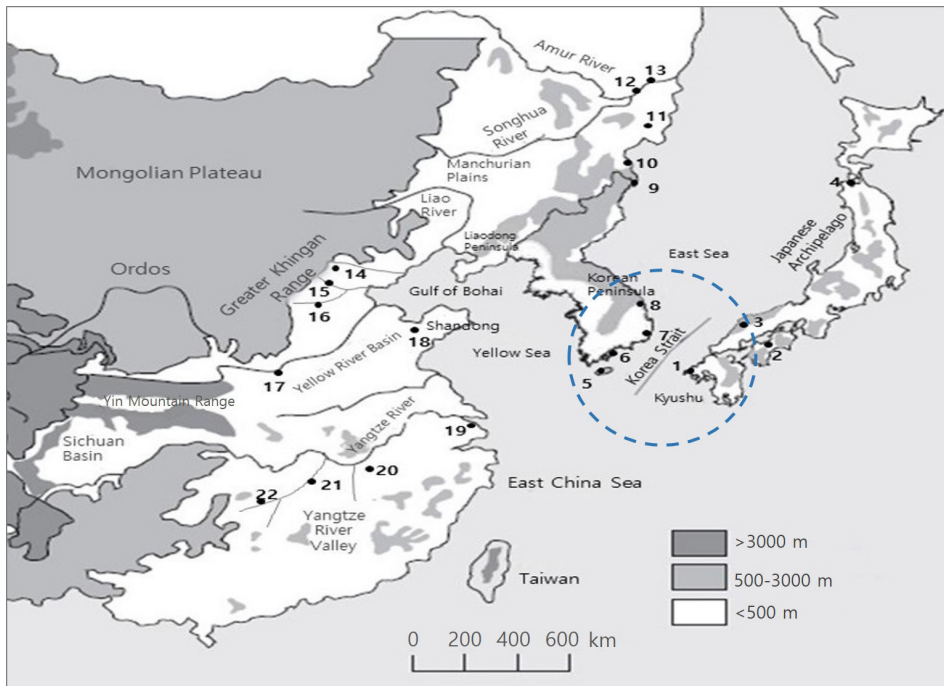 Amur River
13
12
Songhua
River
11
Mongolian Plateau
Manchurian
Plains
10
9
4
Liao
River
Liaodong
Peninsula
Japanese
Archipelago
East Sea
Ordos
Greater Khingan
Range
14
15
16
Gulf of Bohai
Korean
Peninsula
8
7
3
2
Shandong
18
Yellow River Basin
Yellow Sea
6
5
Korea Strait
1
Kyushu
17
Yin Mountain Range
Yangtze River
Sichuan
Basin
19
20
21
22
East China Sea
Yangtze
River
Valley
Taiwan
>3000 m
500-3000 m
<500 m
0 200 400 600 km